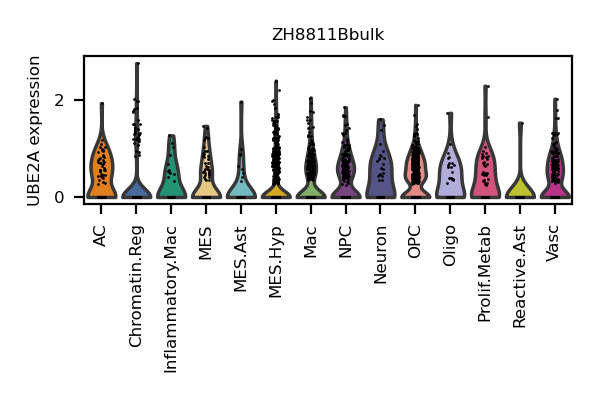 ZH8811Bbulk
UBE2A expression
2
0
AC
Chromatin.Reg
Inflammatory.Mac
MES
MES.Ast
MES.Hyp
Mac
NPC
Neuron
OPC
Oligo
Prolif.Metab
Reactive.Ast
Vasc